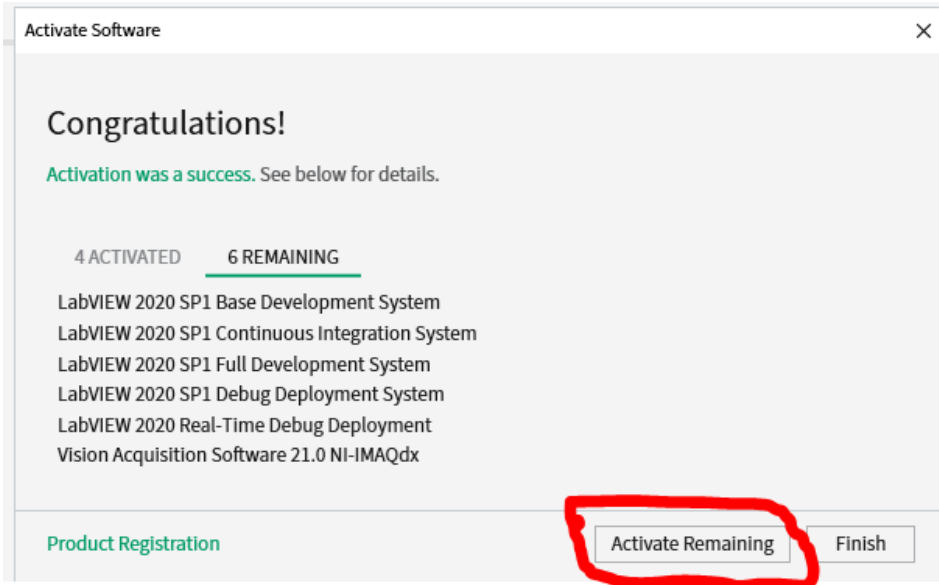 Activate Software
Congratulations!
Activation was a success. See below for details.
4 ACTIVATED 6 REMAINING
LabVIEW 2020 SP1 Base Development System
LabVIEW 2020 SP1 Continuous Integration System
LabVIEW 2020 SP1 Full Development System
LabVIEW 2020 SP1 Debug Deployment System
LabVIEW 2020 Real-Time Debug Deployment
Vision Acquisition Software 21.0 NI-IMAQdx
Product Registration Activate Remaining Finish